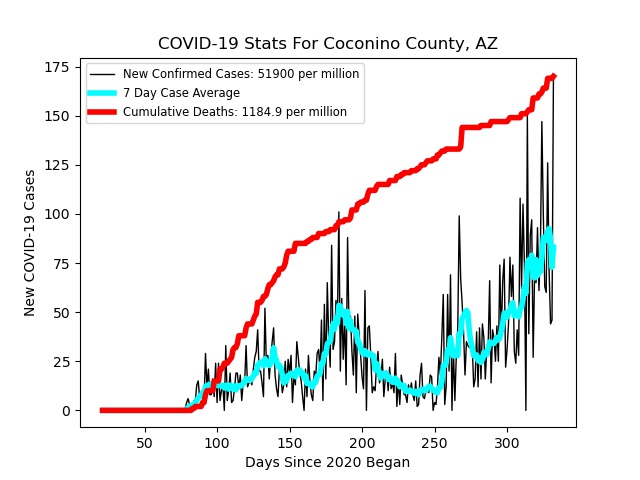 COVID-19 Stats For Coconino County, AZ
New Confirmed Cases: 51900 per million
7 Day Case Average
Cumulative Deaths: 1184.9 per million
175
150
125
100
75
50
25
0
New COVID-19 Cases
50
100
150
200
250
300
Days Since 2020 Began